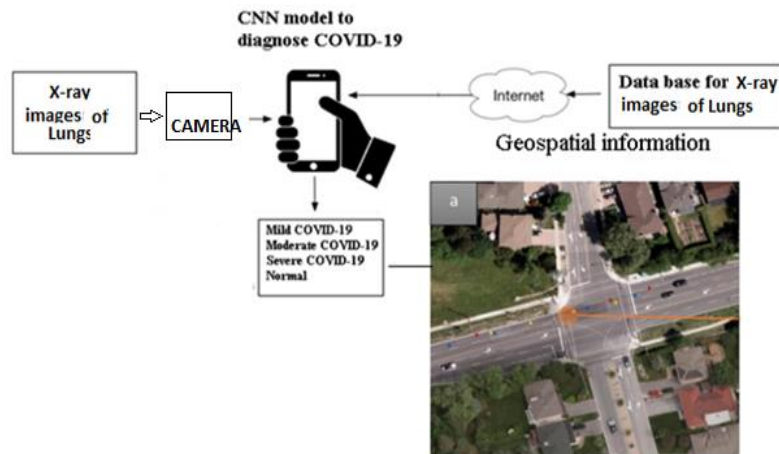 CNN model to
diagnose COVID-19
X-ray
images of
Lungs
CAMERA
Internet
Data base for X-ray
images of Lungs
Geospatial information
Mild COVID-19
Moderate COVID-19
Severe COVID-19
Normal
a